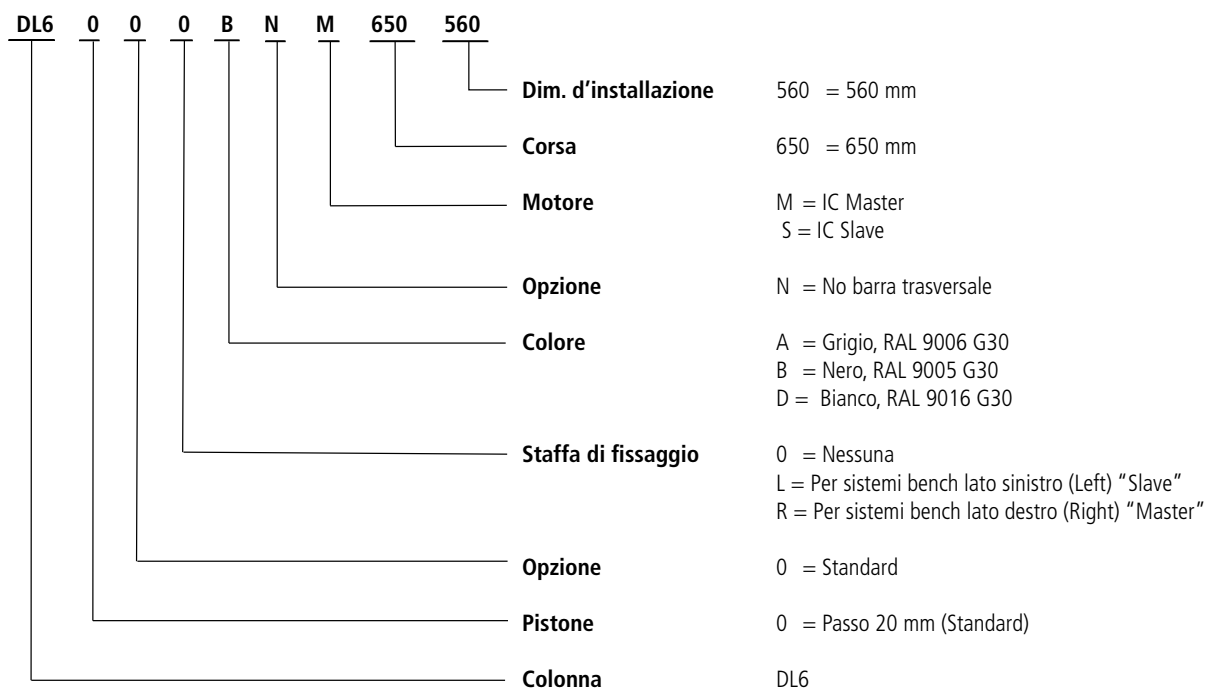 DL6 0 0 0 B N M 650 560
Dim. d'installazione 560 = 560 mm
Corsa 650 = 650 mm
Motore M = IC Master
S = IC Slave
Opzione N = No barra trasversale
Colore A = Grigio, RAL 9006 G30
B = Nero, RAL 9005 G30
D = Bianco, RAL 9016 G30
Staffa di fissaggio 0 = Nessuna
L = Per sistemi bench lato sinistro (Left) "Slave"
R = Per sistemi bench lato destro (Right) "Master"
Opzione 0 = Standard
Pistone 0 = Passo 20 mm (Standard)
Colonna DL6